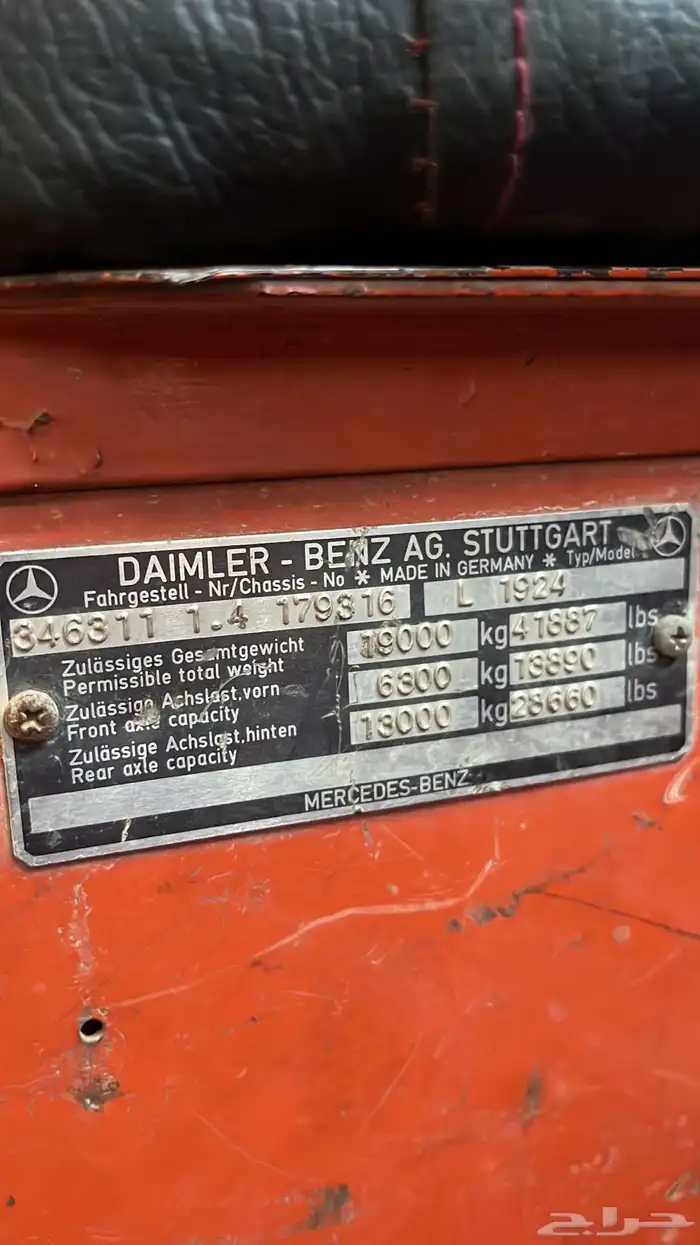 DAIMLER - BENZ AG. STUTTGART
Fahrgestell - Nr/Chassis - No * MADE IN GERMANY * Typ/Model
346311 1.4 179316 L 1924
Zulässiges Gesamtgewicht
Permissible total weight
19000 kg 41887 lbs
Zulässige Achslast,vorn
Front axle capacity
6300 kg 13890 lbs
Zulässige Achslast,hinten
Rear axle capacity
13000 kg 28660 lbs
MERCEDES-BENZ
حراج